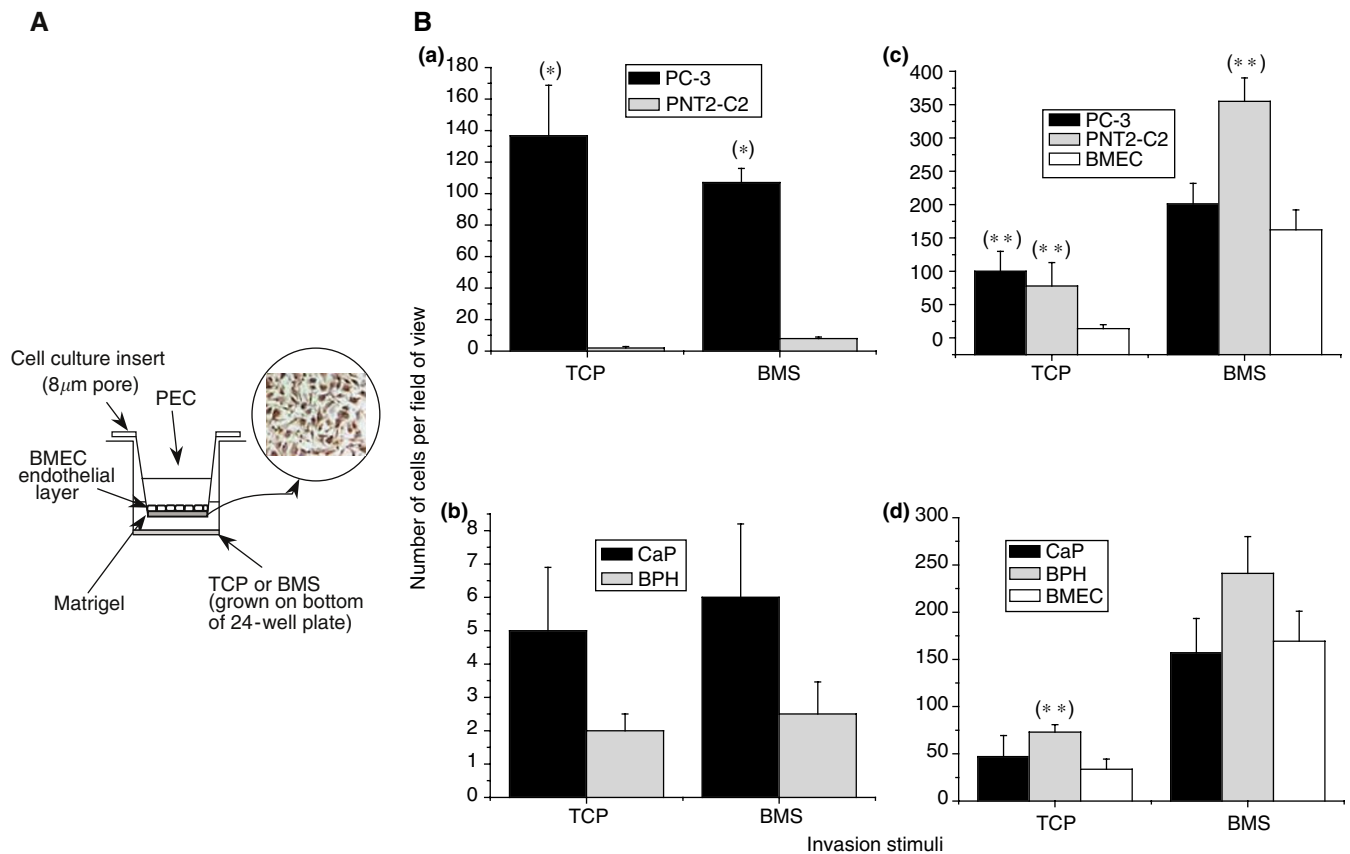 A
Cell culture insert
(8μm pore)
PEC
BMEC
endothelial
layer
Matrigel
TCP or BMS
(grown on bottom
of 24-well plate)
B
Number of cells per field of view
Invasion stimuli
(a)
180
160
140
120
100
80
60
40
20
0
(*)
(*)
PC-3
PNT2-C2
TCP
BMS
(c)
400
350
300
250
200
150
100
50
0
(**)
(**)
(**)
PC-3
PNT2-C2
BMEC
TCP
BMS
(b)
8
7
6
5
4
3
2
1
0
CaP
BPH
TCP
BMS
(d)
300
250
200
150
100
50
0
(**)
CaP
BPH
BMEC
TCP
BMS